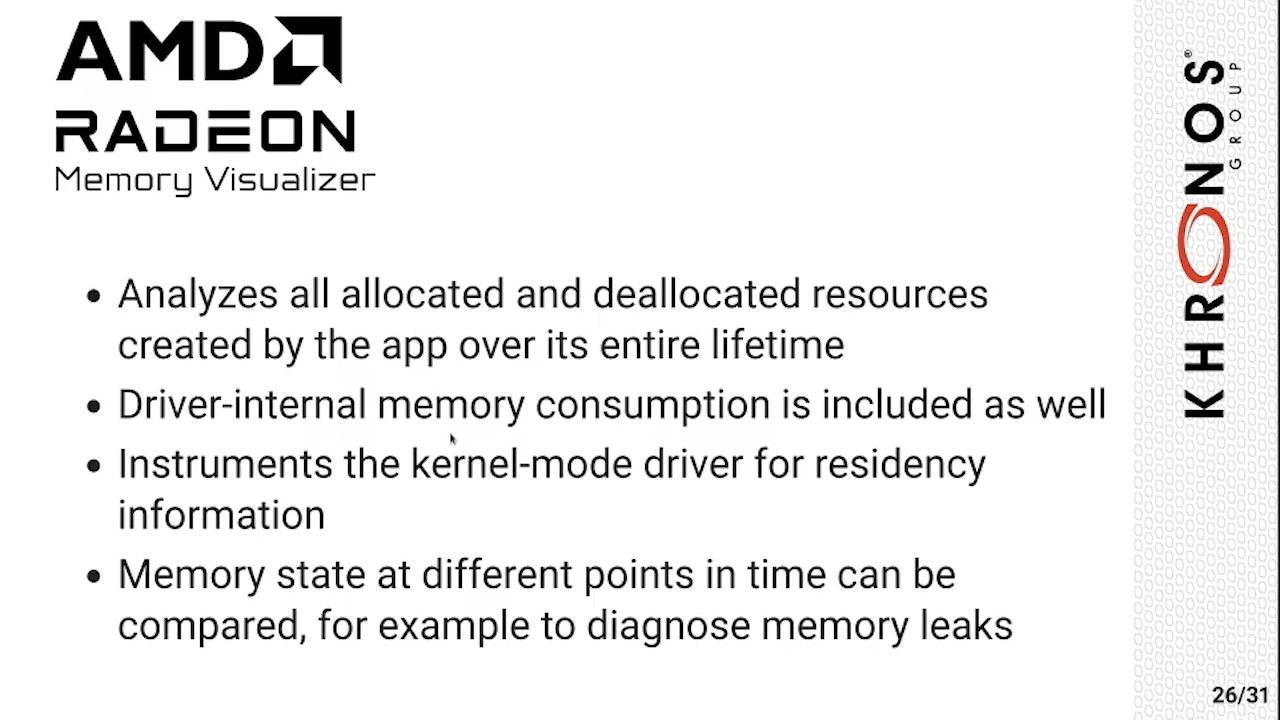 AMD
RADEON
Memory Visualizer
• Analyzes all allocated and deallocated resources
created by the app over its entire lifetime
• Driver-internal memory consumption is included as well
• Instruments the kernel-mode driver for residency
information
• Memory state at different points in time can be
compared, for example to diagnose memory leaks
KHRONOS®
GROUP
26/31